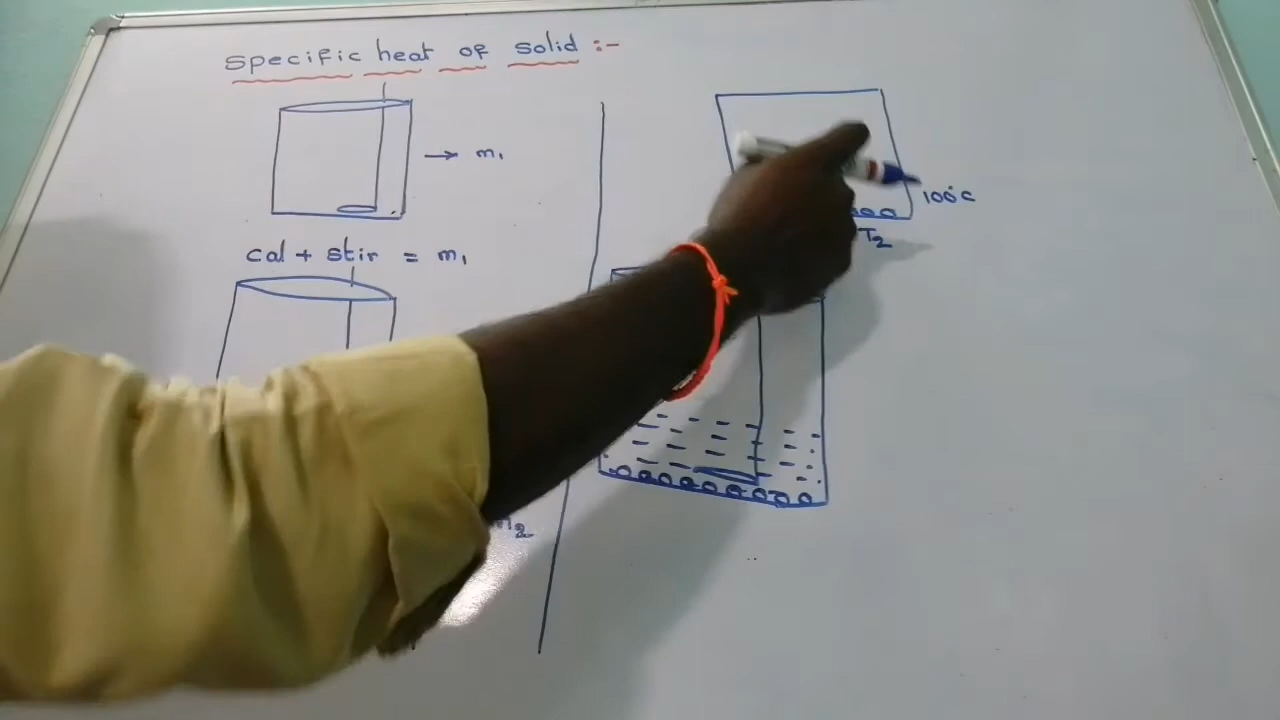 Specific heat of solid :-
→ m₁
cal + stir = m₁
100°C
T₂